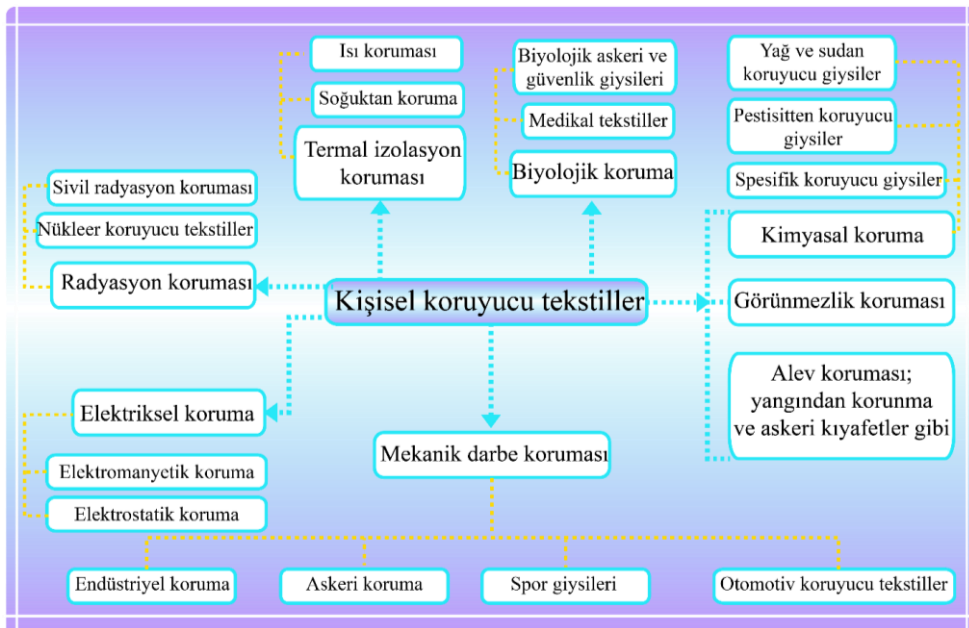 Isı koruması
Soğuktan koruma
Termal izolasyon
koruması
Biyolojik askeri ve
güvenlik giysileri
Medikal tekstiller
Biyolojik koruma
Yağ ve sudan
koruyucu giysiler
Pestisitten koruyucu
giysiler
Spesifik koruyucu giysiler
Kimyasal koruma
Sivil radyasyon koruması
Nükleer koruyucu tekstiller
Radyasyon koruması
Kişisel koruyucu tekstiller
Görünmezlik koruması
Alev koruması;
yangından korunma
ve askeri kıyafetler gibi
Elektriksel koruma
Elektromanyetik koruma
Elektrostatik koruma
Mekanik darbe koruması
Endüstriyel koruma
Askeri koruma
Spor giysileri
Otomotiv koruyucu tekstiller